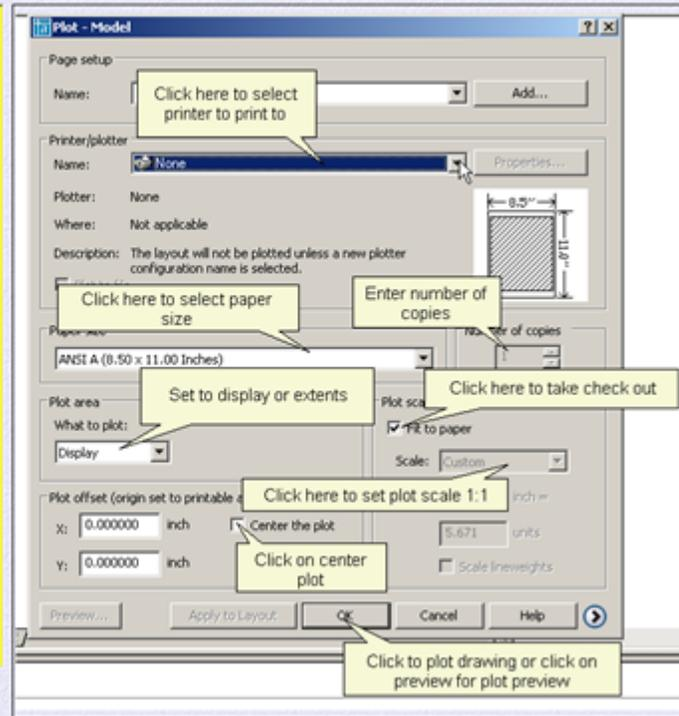 Plot - Model
Page setup
Name:
Add...
Click here to select
printer to print to
Printer/plotter
Name:
None
Properties...
Plotter:
None
Where:
Not applicable
Description:
The layout will not be plotted unless a new plotter
configuration name is selected.
8.5"
11.0"
Click here to select paper
size
Enter number of
copies
Paper size
Number of copies
ANSI A (8.50 x 11.00 Inches)
1
Set to display or extents
Click here to take check out
Plot area
What to plot:
Display
Fit to paper
Scale:
Custom
Click here to set plot scale 1:1
inch =
5.671
units
Scale lineweights
Plot offset (origin set to printable
X:
0.000000
inch
Center the plot
Y:
0.000000
inch
Click on center
plot
Preview...
Apply to Layout
OK
Cancel
Help
Click to plot drawing or click on
preview for plot preview